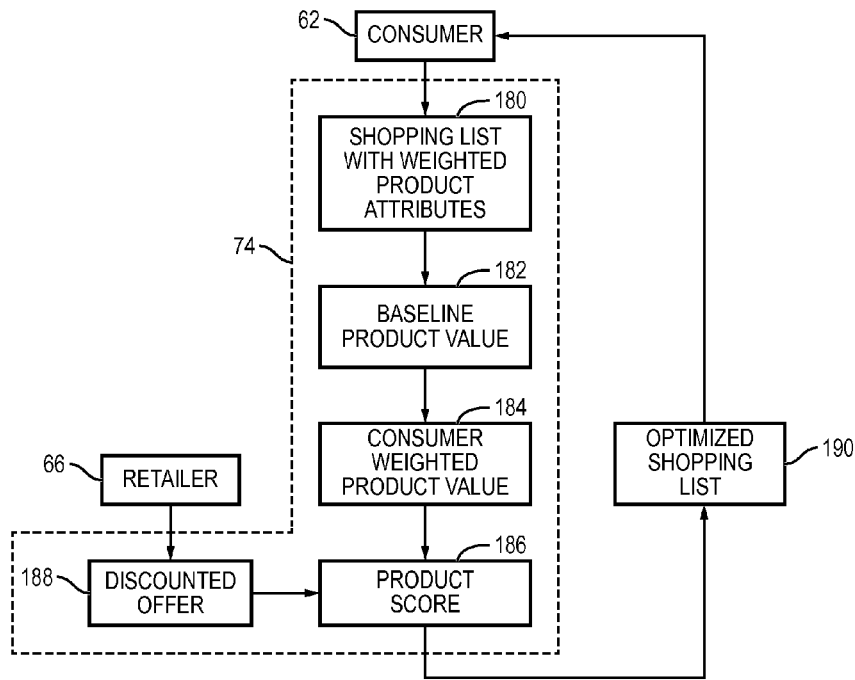 62
CONSUMER
180
SHOPPING LIST
WITH WEIGHTED
PRODUCT
ATTRIBUTES
74
182
BASELINE
PRODUCT VALUE
184
CONSUMER
WEIGHTED
PRODUCT VALUE
OPTIMIZED
SHOPPING
LIST
190
66
RETAILER
186
188
DISCOUNTED
OFFER
PRODUCT
SCORE